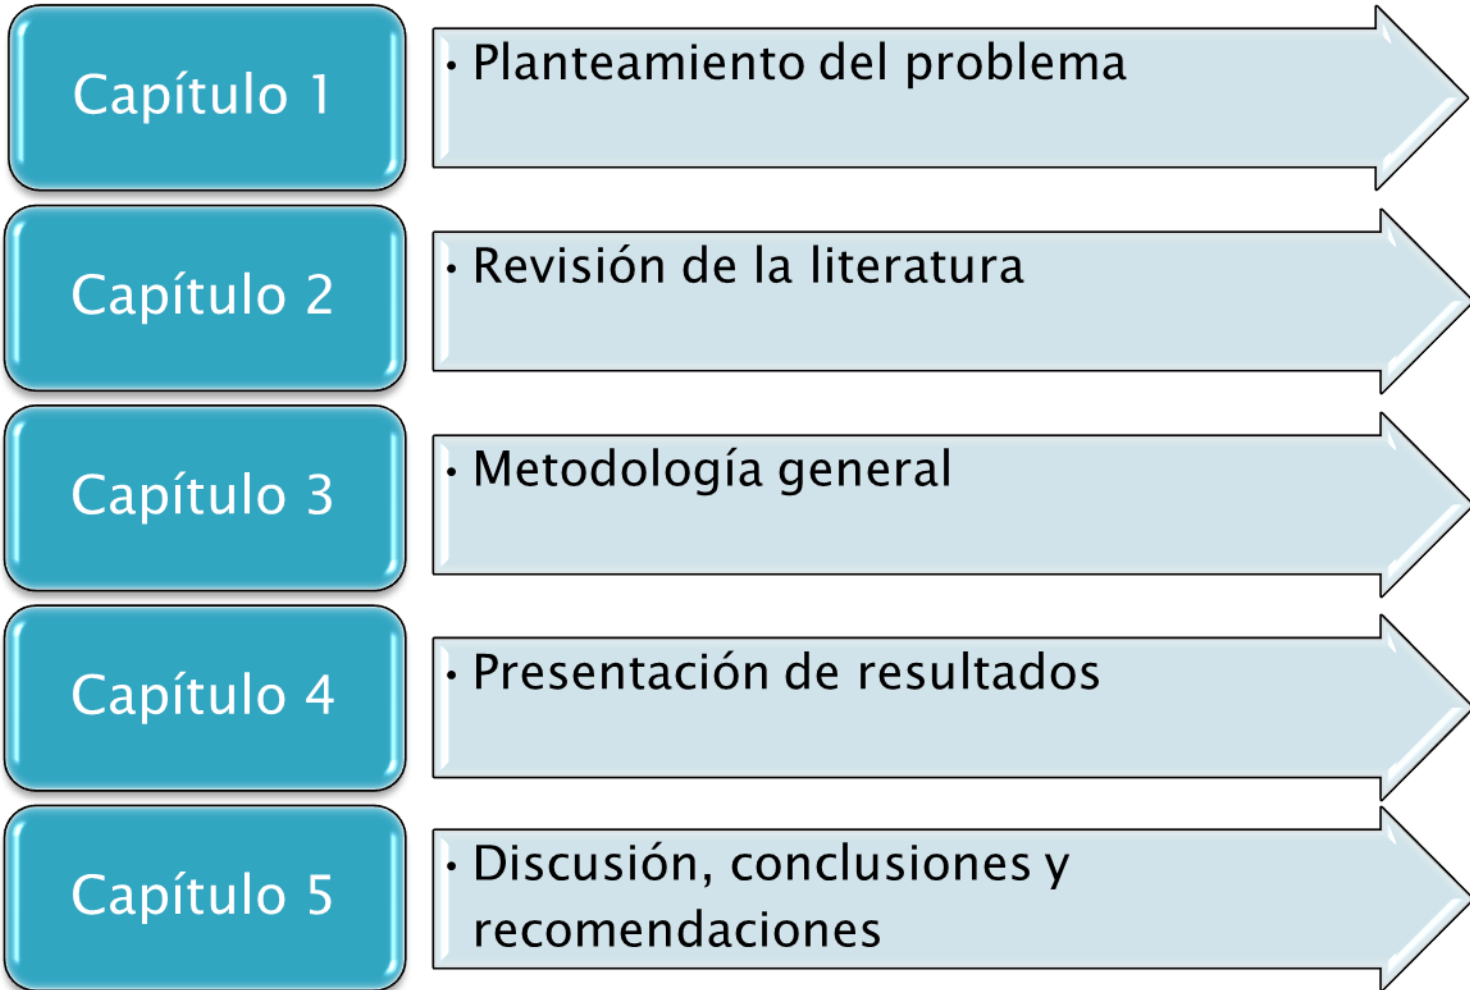 Capítulo 1
• Planteamiento del problema
Capítulo 2
• Revisión de la literatura
Capítulo 3
• Metodología general
Capítulo 4
• Presentación de resultados
Capítulo 5
• Discusión, conclusiones y
recomendaciones